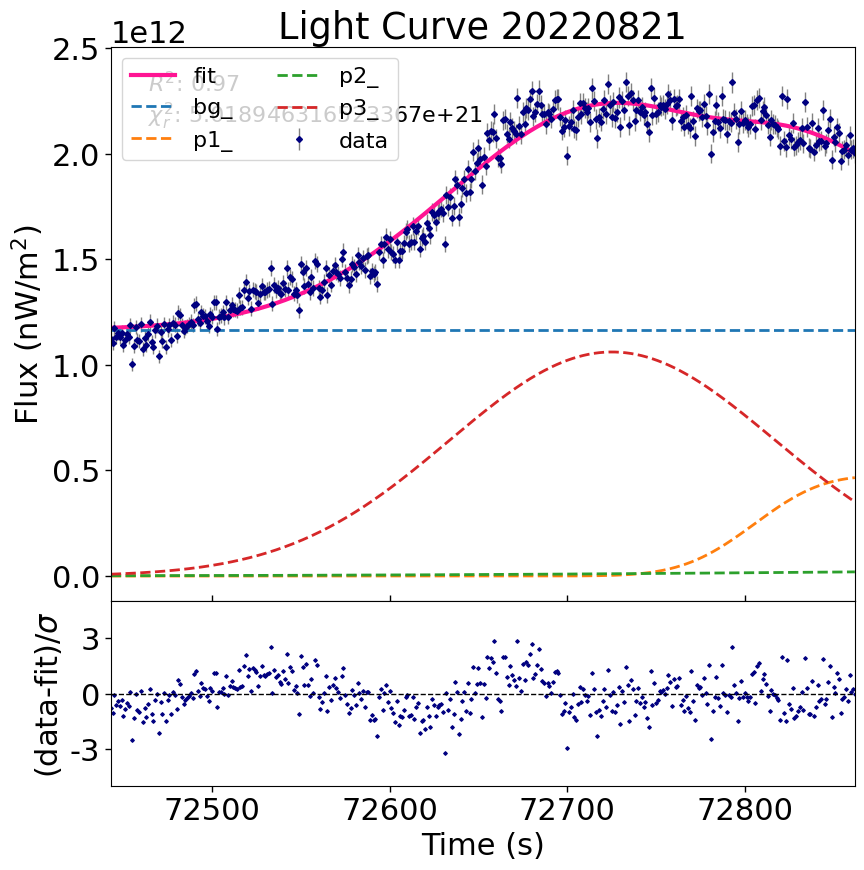 Light Curve 20220821
1e12
fit
bg_
p1_
p2_
p3_
data
R²: 0.97
2.5
2.0
1.5
1.0
0.5
0.0
Flux (nW/m²)
3
0
-3
(data-fit)/σ
72500 72600 72700 72800
Time (s)